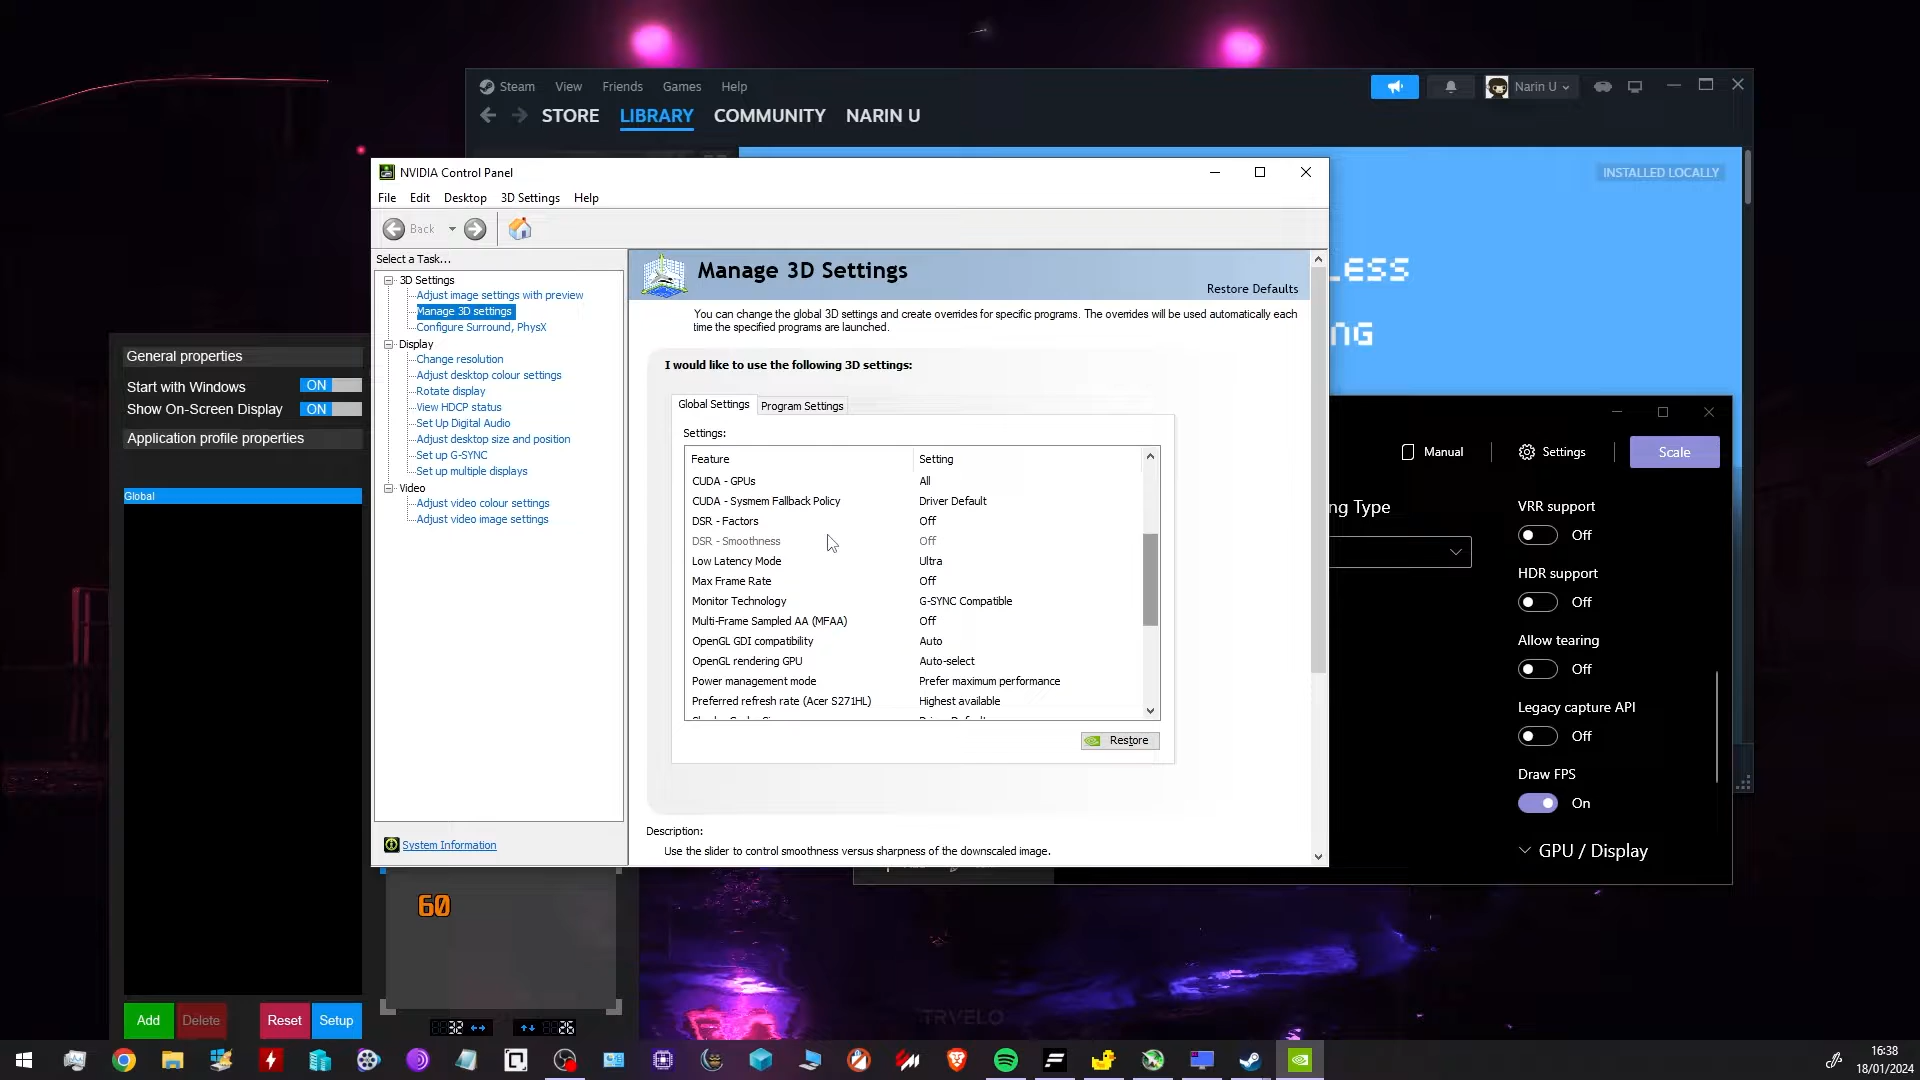 Steam View Friends Games Help
Narin U
STORE LIBRARY COMMUNITY NARIN U
INSTALLED LOCALLY
LESS
NG
NVIDIA Control Panel
File Edit Desktop 3D Settings Help
Back
Select a Task...
3D Settings
Adjust image settings with preview
Manage 3D settings
Configure Surround, PhysX
Display
Change resolution
Adjust desktop colour settings
Rotate display
View HDCP status
Set Up Digital Audio
Adjust desktop size and position
Set up G-SYNC
Set up multiple displays
Video
Adjust video colour settings
Adjust video image settings
System Information
Manage 3D Settings
Restore Defaults
You can change the global 3D settings and create overrides for specific programs. The overrides will be used automatically each
time the specified programs are launched.
I would like to use the following 3D settings:
Global Settings Program Settings
Settings:
Feature Setting
CUDA - GPUs All
CUDA - Sysmem Fallback Policy Driver Default
DSR - Factors Off
DSR - Smoothness Off
Low Latency Mode Ultra
Max Frame Rate Off
Monitor Technology G-SYNC Compatible
Multi-Frame Sampled AA (MFAA) Off
OpenGL GDI compatibility Auto
OpenGL rendering GPU Auto-select
Power management mode Prefer maximum performance
Preferred refresh rate (Acer S271HL) Highest available
Restore
Description:
Use the slider to control smoothness versus sharpness of the downscaled image.
General properties
Start with Windows ON
Show On-Screen Display ON
Application profile properties
Global
Add Delete Reset Setup
60
32 26
Manual Settings Scale
ng Type
VRR support
Off
HDR support
Off
Allow tearing
Off
Legacy capture API
Off
Draw FPS
On
GPU / Display
TRVELO
16:38
18/01/2024